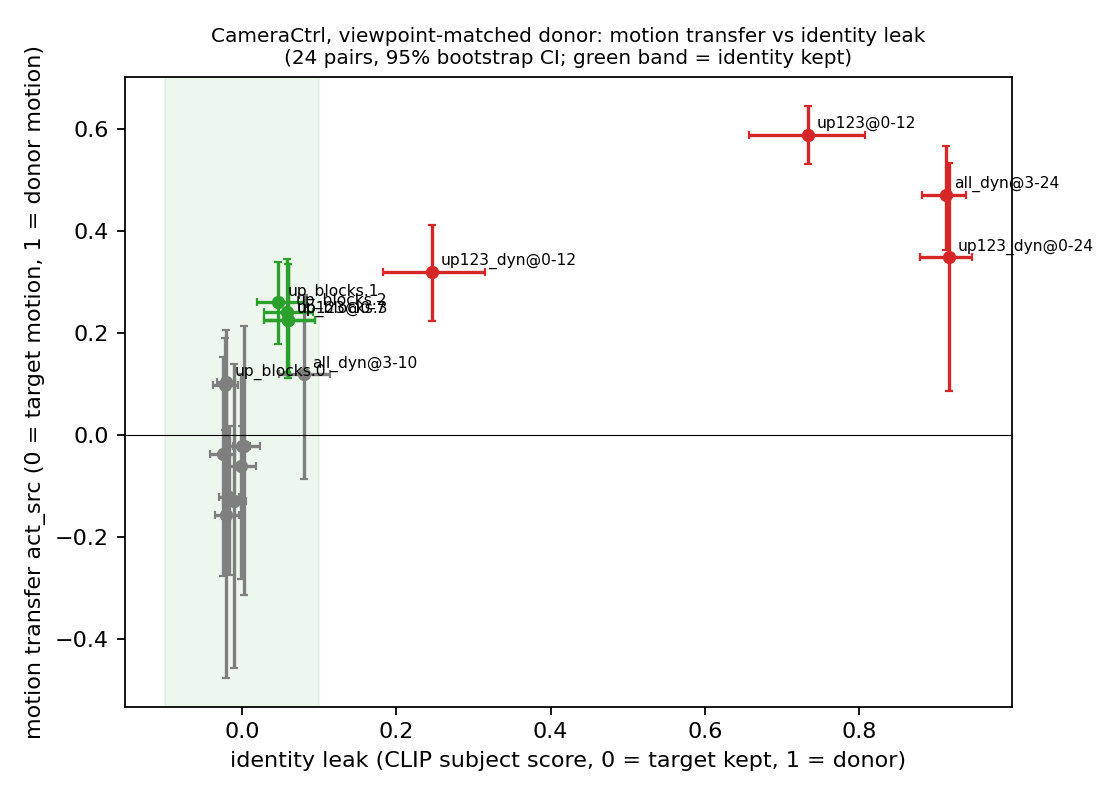 CameraCtrl, viewpoint-matched donor: motion transfer vs identity leak
(24 pairs, 95% bootstrap CI; green band = identity kept)
motion transfer act_src (0 = target motion, 1 = donor motion)
0.6
0.4
0.2
0.0
−0.2
−0.4
up123@0-12
all_dyn@3-24
up123_dyn@0-24
up123_dyn@0-12
up_blocks.1
up_blocks.2
all_dyn@3-10
up_blocks.0
0.0
0.2
0.4
0.6
0.8
identity leak (CLIP subject score, 0 = target kept, 1 = donor)